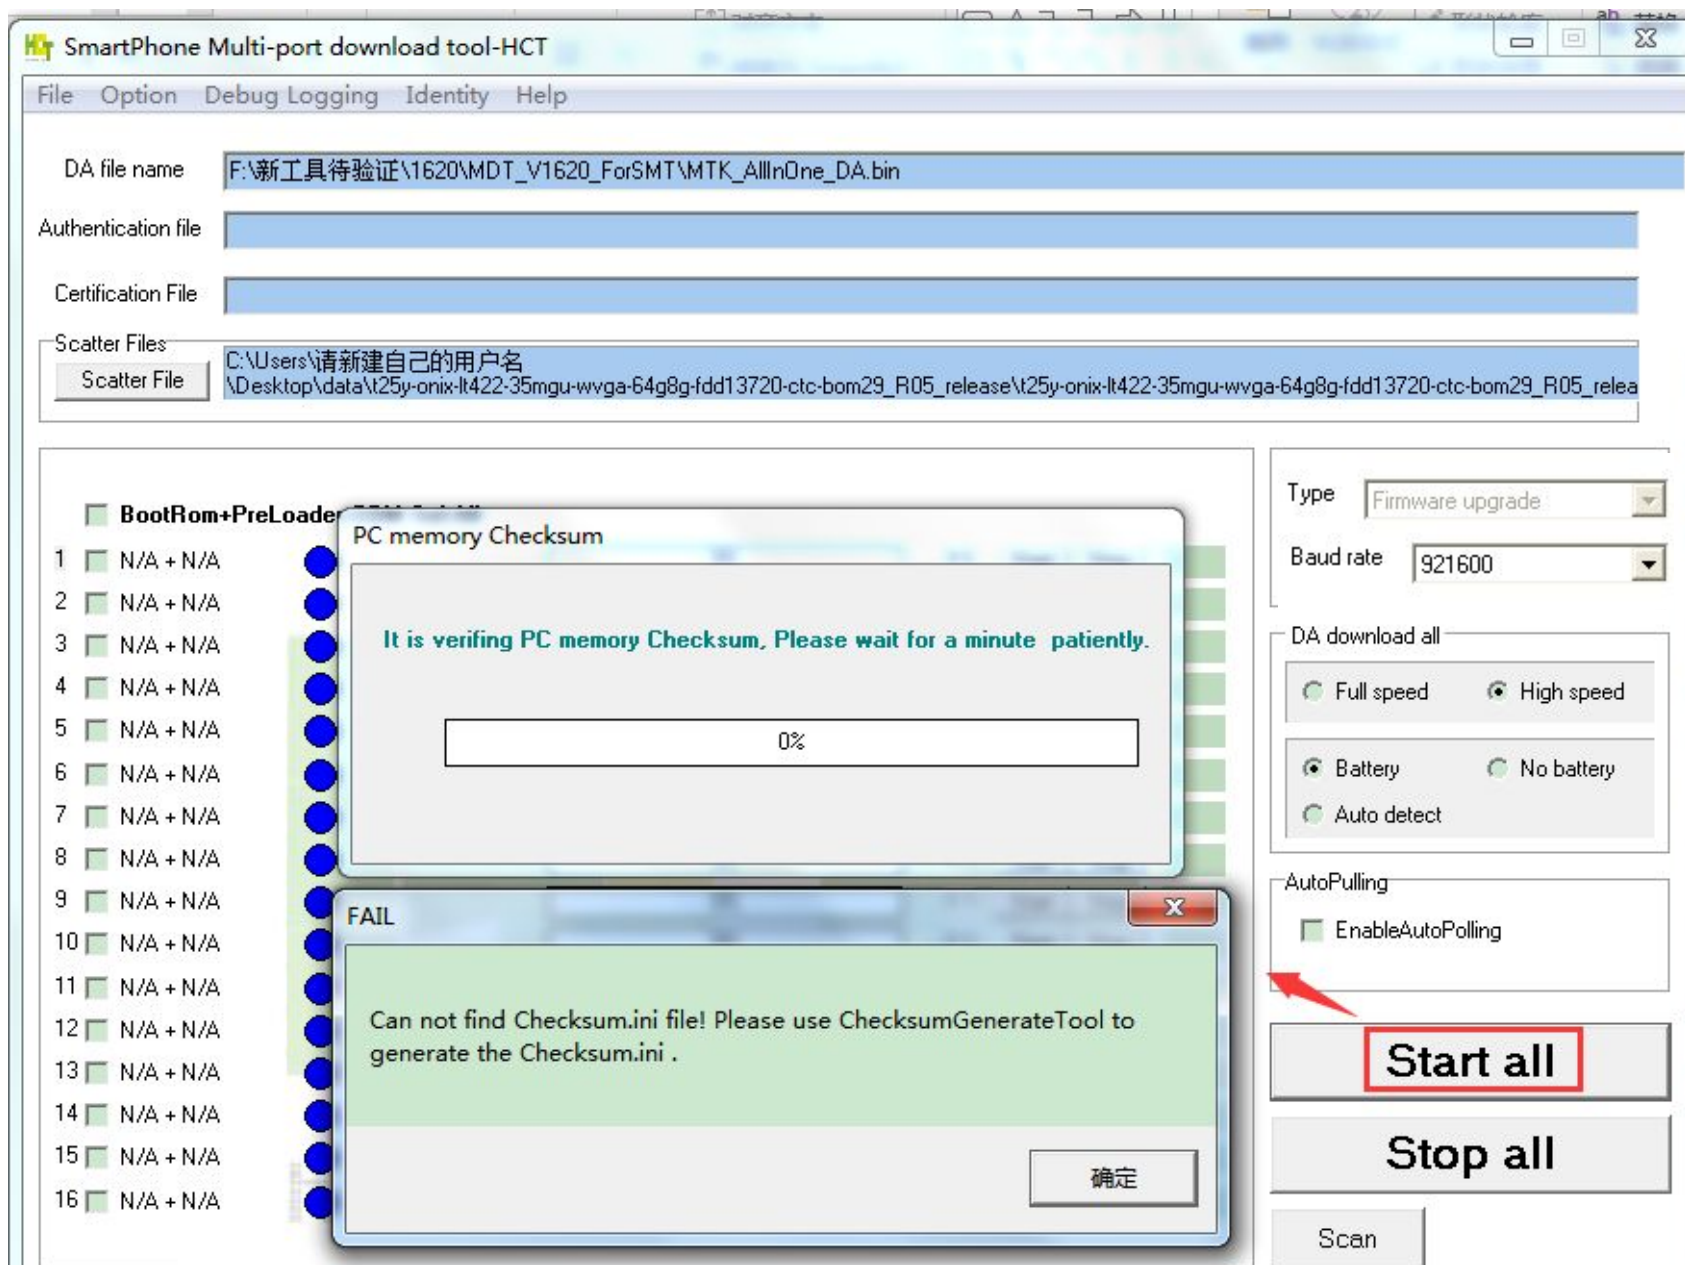 SmartPhone Multi-port download tool-HCT
File Option Debug Logging Identity Help
DA file name
F:\新工具待验证\1620\MDT_V1620_ForSMT\MTK_AllInOne_DA.bin
Authentication file
Certification File
Scatter Files
Scatter File
C:\Users\请新建自己的用户名
\Desktop\data\t25y-onix-lt422-35mgu-wvga-64g8g-fdd13720-ctc-bom29_R05_release\t25y-onix-lt422-35mgu-wvga-64g8g-fdd13720-ctc-bom29_R05_relea
BootRom+PreLoader
1 N/A + N/A
2 N/A + N/A
3 N/A + N/A
4 N/A + N/A
5 N/A + N/A
6 N/A + N/A
7 N/A + N/A
8 N/A + N/A
9 N/A + N/A
10 N/A + N/A
11 N/A + N/A
12 N/A + N/A
13 N/A + N/A
14 N/A + N/A
15 N/A + N/A
16 N/A + N/A
PC memory Checksum
It is verifing PC memory Checksum, Please wait for a minute patiently.
0%
FAIL
Can not find Checksum.ini file! Please use ChecksumGenerateTool to
generate the Checksum.ini .
确定
Type
Firmware upgrade
Baud rate
921600
DA download all
Full speed
High speed
Battery
No battery
Auto detect
AutoPulling
EnableAutoPolling
Start all
Stop all
Scan